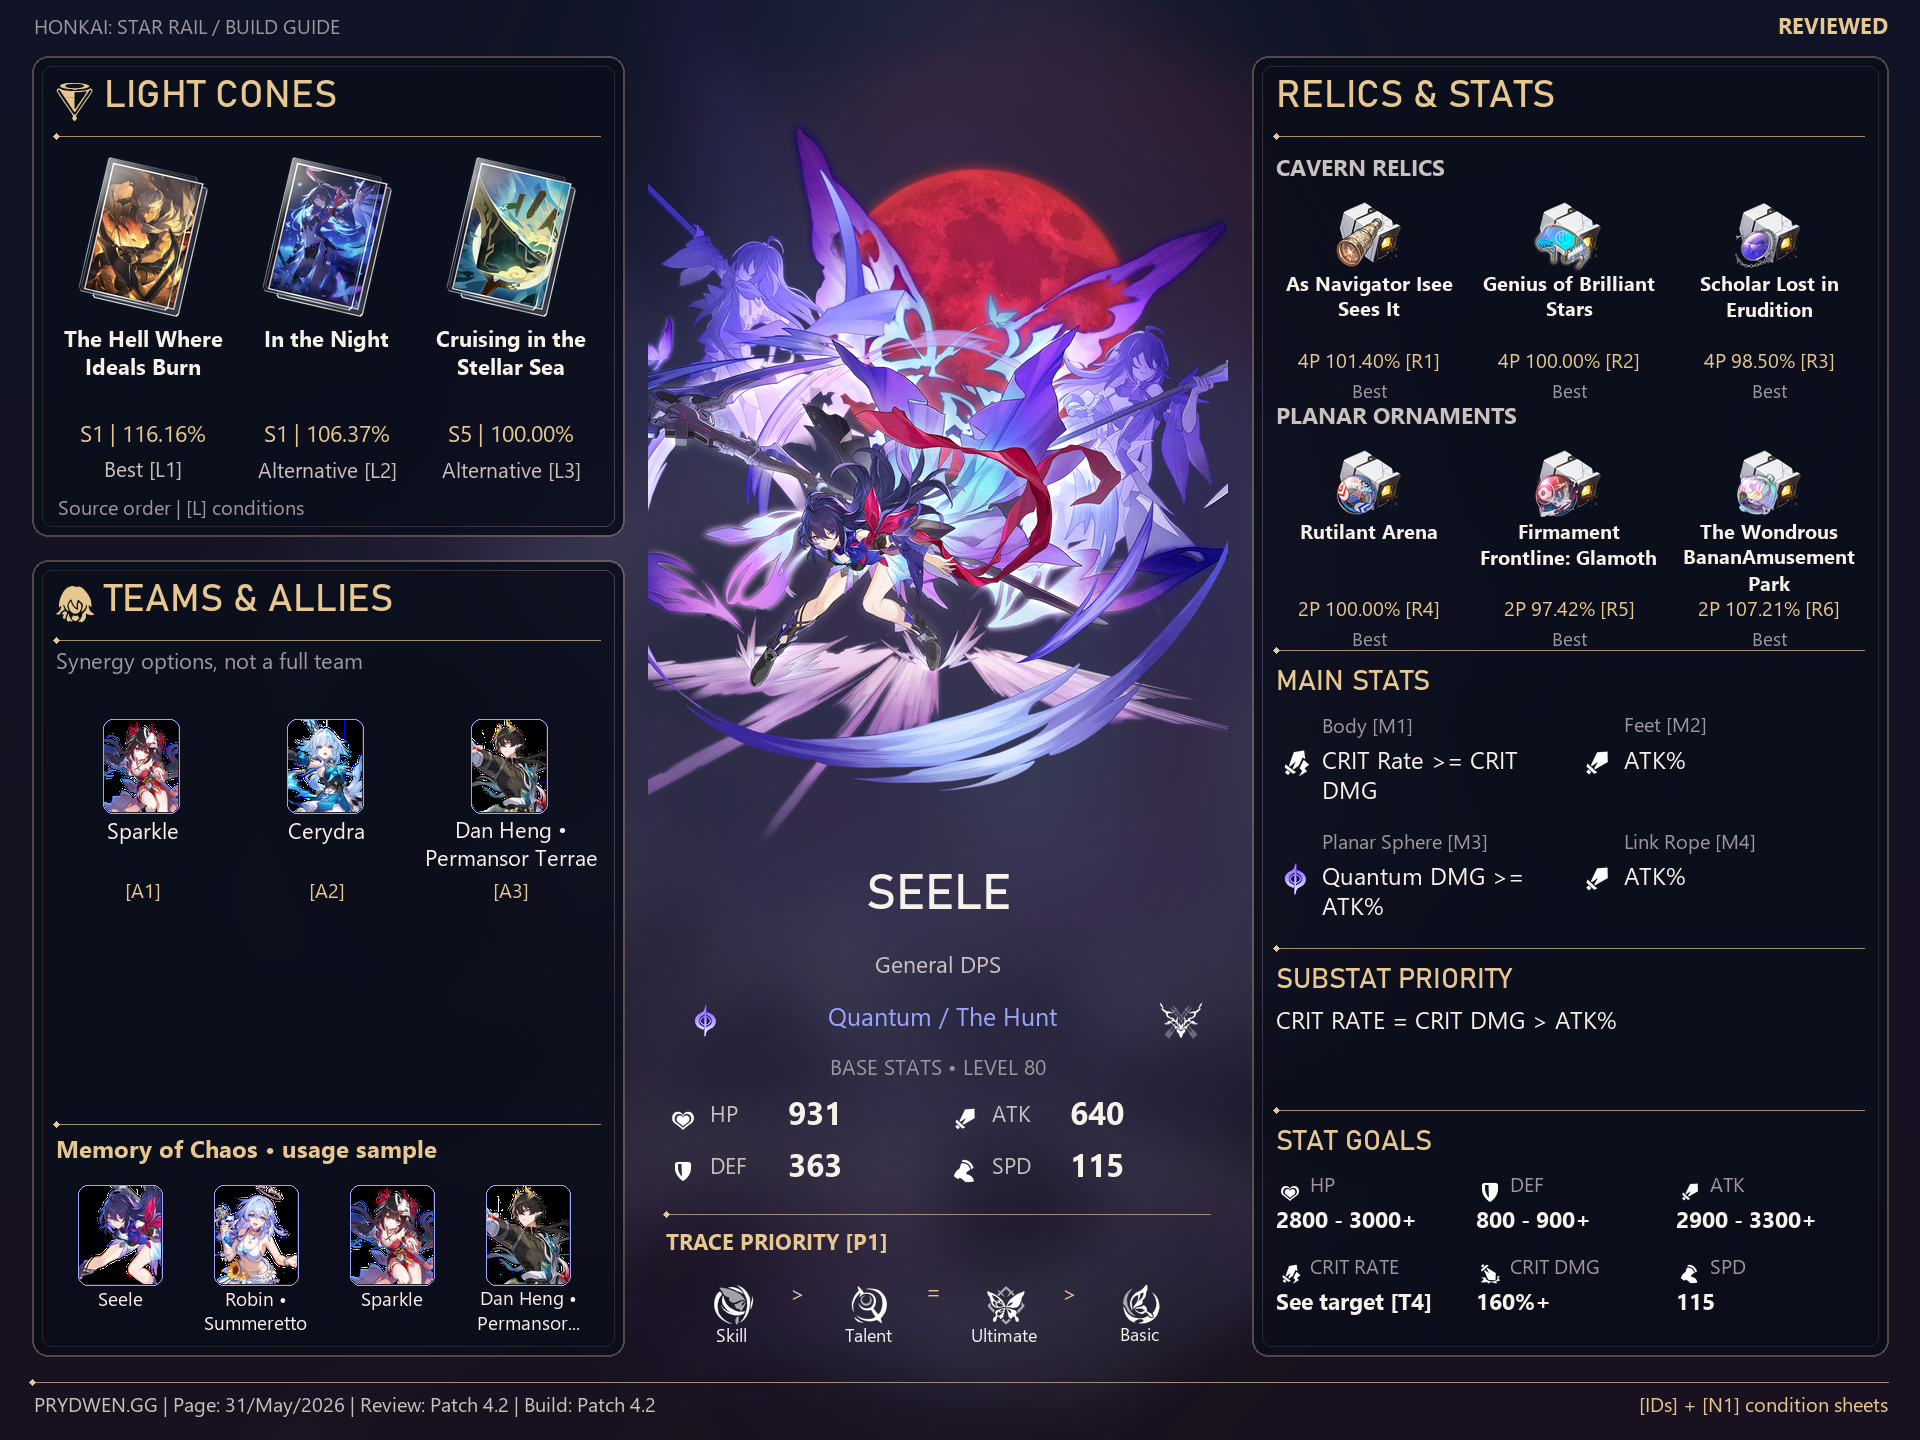 HONKAI: STAR RAIL / BUILD GUIDE
REVIEWED
LIGHT CONES
The Hell Where
Ideals Burn
S1 | 116.16%
Best [L1]
In the Night
S1 | 106.37%
Alternative [L2]
Cruising in the
Stellar Sea
S5 | 100.00%
Alternative [L3]
Source order | [L] conditions
TEAMS & ALLIES
Synergy options, not a full team
Sparkle
[A1]
Cerydra
[A2]
Dan Heng •
Permansor Terrae
[A3]
Memory of Chaos • usage sample
Seele
Robin •
Summeretto
Sparkle
Dan Heng •
Permansor...
SEELE
General DPS
Quantum / The Hunt
BASE STATS • LEVEL 80
HP 931
ATK 640
DEF 363
SPD 115
TRACE PRIORITY [P1]
Skill > Talent = Ultimate > Basic
RELICS & STATS
CAVERN RELICS
As Navigator Isee
Sees It
4P 101.40% [R1]
Best
Genius of Brilliant
Stars
4P 100.00% [R2]
Best
Scholar Lost in
Erudition
4P 98.50% [R3]
Best
PLANAR ORNAMENTS
Rutilant Arena
2P 100.00% [R4]
Best
Firmament
Frontline: Glamoth
2P 97.42% [R5]
Best
The Wondrous
BananAmusement
Park
2P 107.21% [R6]
Best
MAIN STATS
Body [M1]
CRIT Rate >= CRIT
DMG
Feet [M2]
ATK%
Planar Sphere [M3]
Quantum DMG >=
ATK%
Link Rope [M4]
ATK%
SUBSTAT PRIORITY
CRIT RATE = CRIT DMG > ATK%
STAT GOALS
HP
2800 - 3000+
DEF
800 - 900+
ATK
2900 - 3300+
CRIT RATE
See target [T4]
CRIT DMG
160%+
SPD
115
PRYDWEN.GG | Page: 31/May/2026 | Review: Patch 4.2 | Build: Patch 4.2
[IDs] + [N1] condition sheets